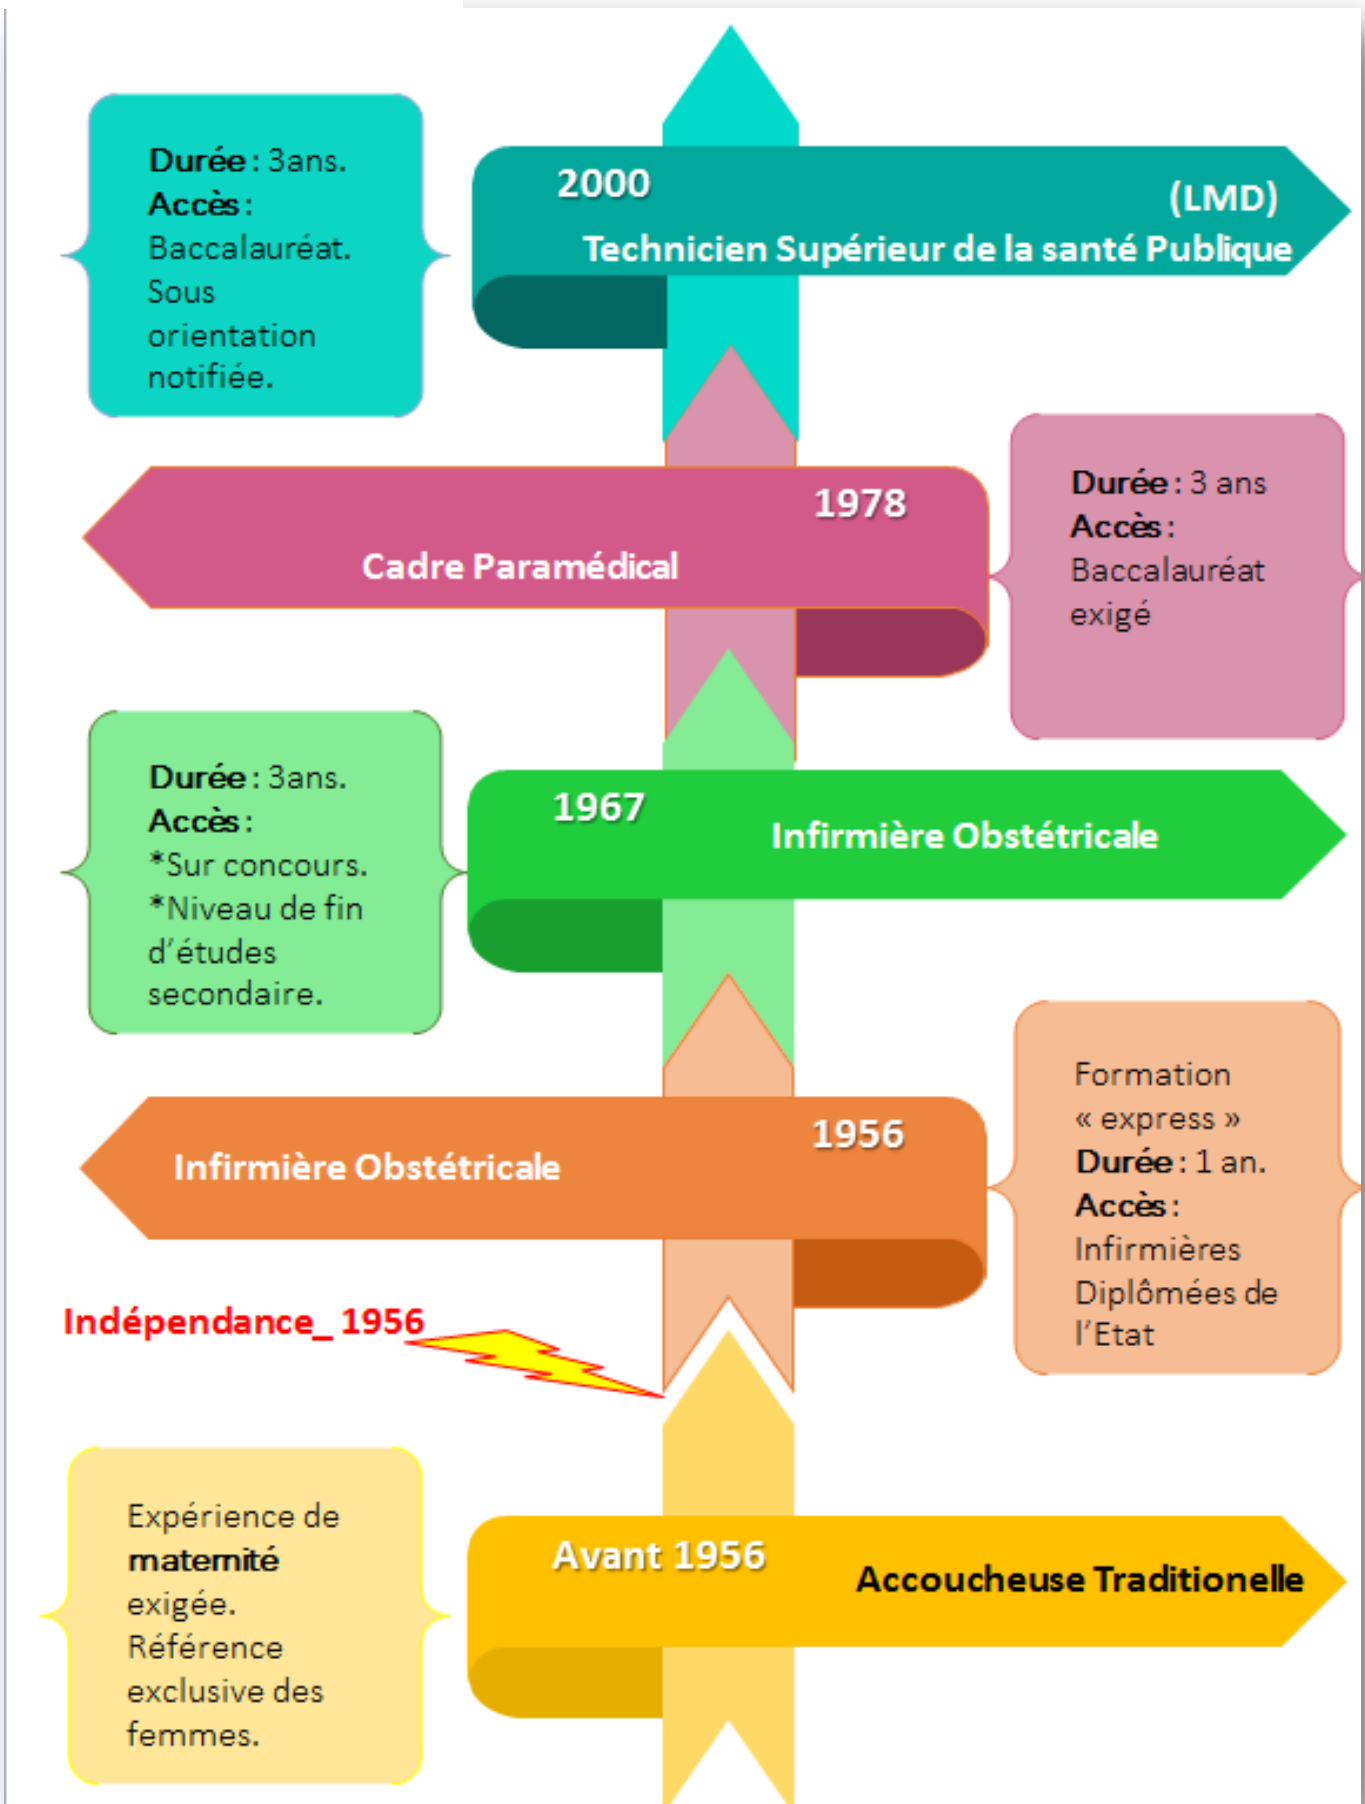 Durée : 3ans.
Accès :
Baccalauréat.
Sous
orientation
notifiée.
2000
(LMD)
Technicien Supérieur de la santé Publique
1978
Cadre Paramédical
Durée : 3 ans
Accès :
Baccalauréat
exigé
Durée : 3ans.
Accès :
*Sur concours.
*Niveau de fin
d’études
secondaire.
1967
Infirmière Obstétricale
1956
Infirmière Obstétricale
Formation
« express »
Durée : 1 an.
Accès :
Infirmières
Diplômées de
l’Etat
Indépendance_ 1956
Expérience de
maternité
exigée.
Référence
exclusive des
femmes.
Avant 1956
Accoucheuse Traditionelle